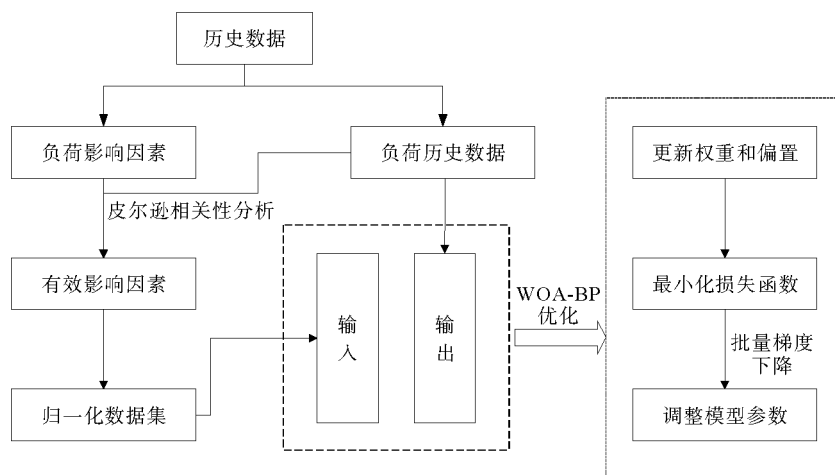 历史数据
负荷影响因素
负荷历史数据
更新权重和偏置
皮尔逊相关性分析
有效影响因素
输入
输出
WOA-BP
优化
最小化损失函数
批量梯度
下降
归一化数据集
调整模型参数